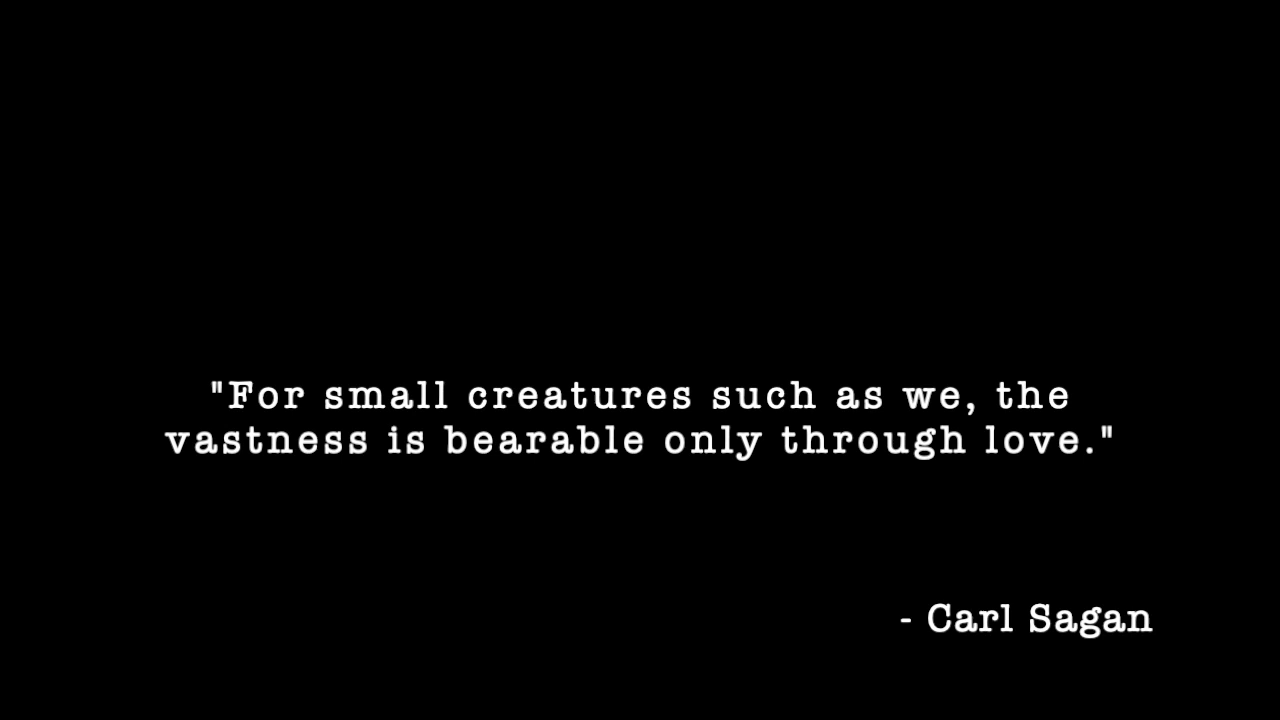 "For small creatures such as we, the
vastness is bearable only through love."
- Carl Sagan